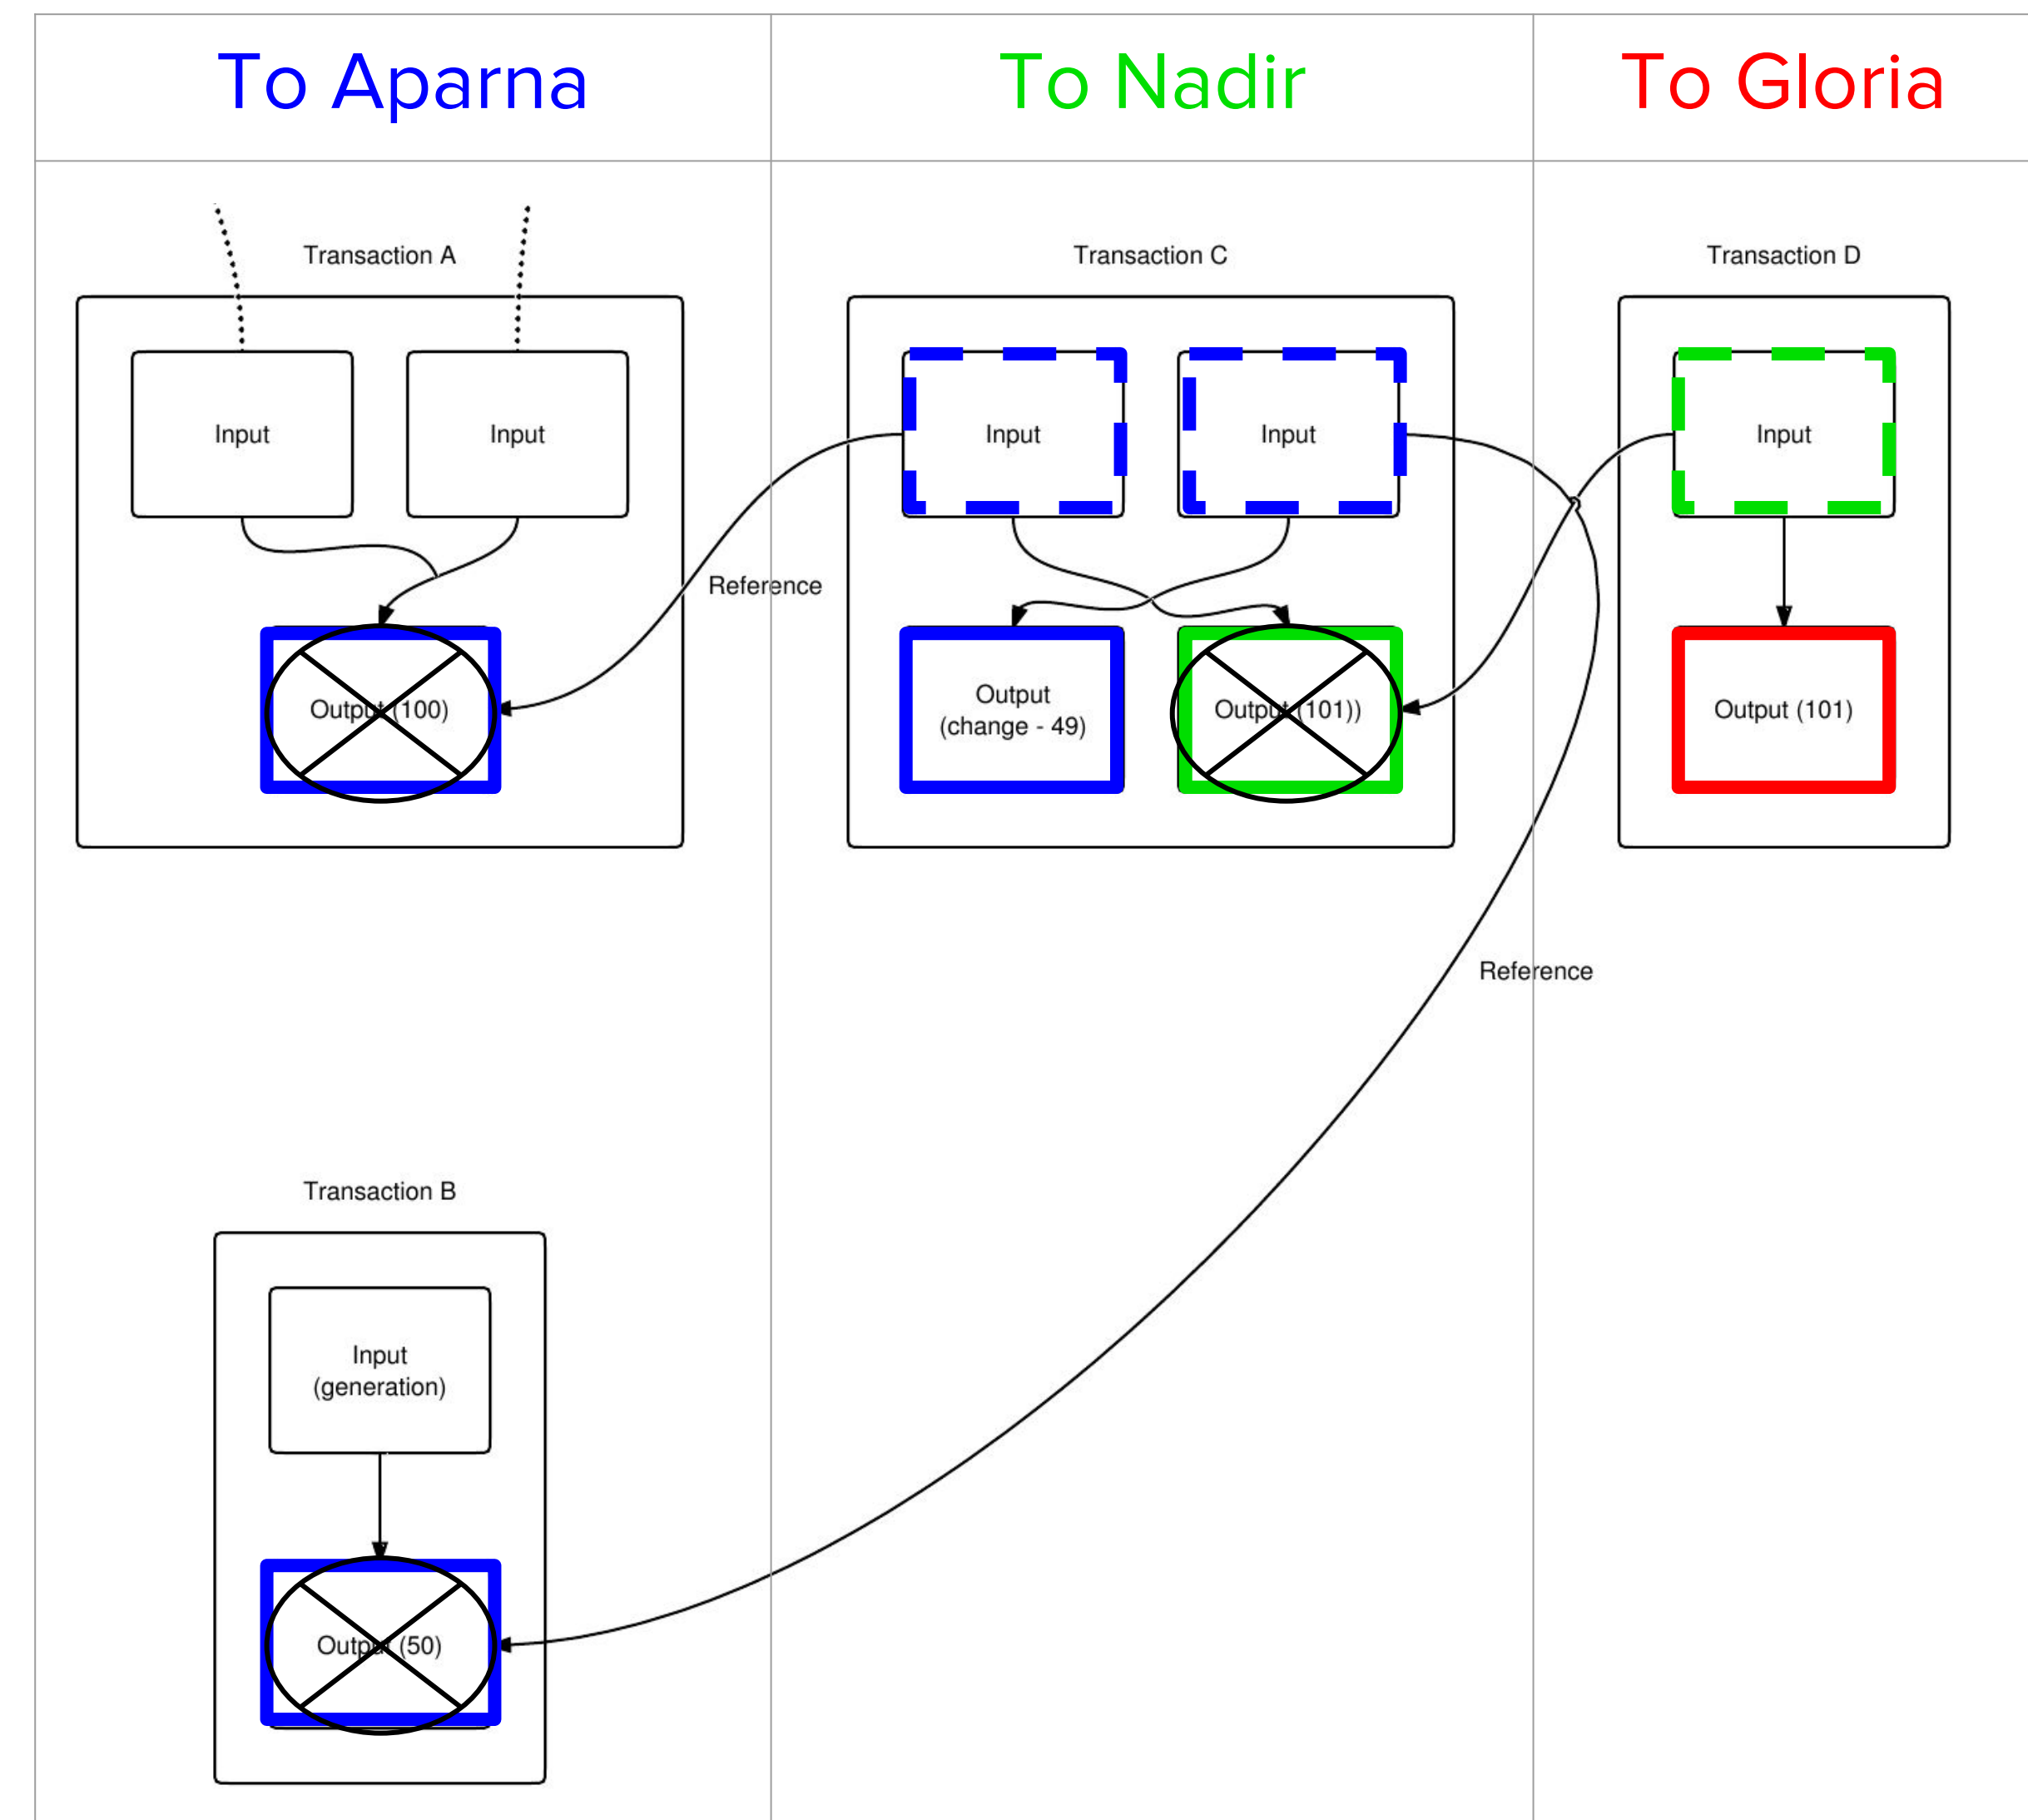 To Aparna
To Nadir
To Gloria
Transaction A
Transaction C
Transaction D
Input
Input
Input
Input
Input
Reference
Output (100)
Output
(change - 49)
Output (101))
Output (101)
Reference
Transaction B
Input
(generation)
Output (50)